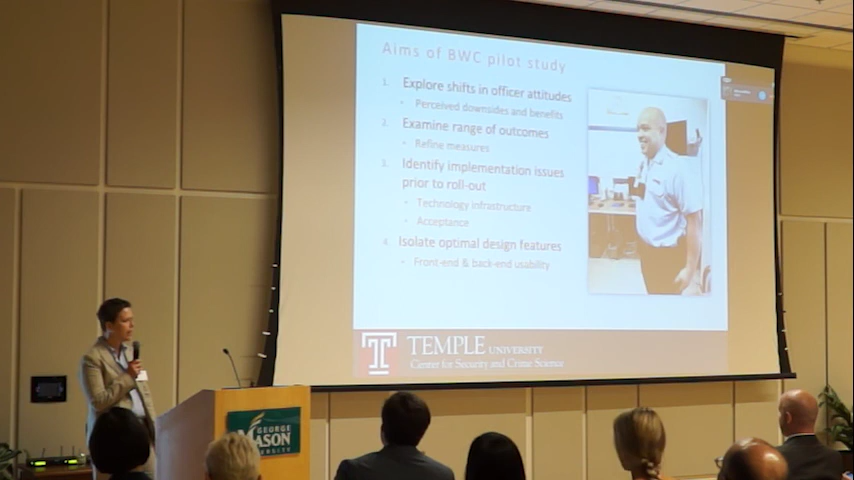 Aims of BWC pilot study
1. Explore shifts in officer attitudes
Perceived downsides and benefits
2. Examine range of outcomes
Refine measures
3. Identify implementation issues
prior to roll-out
Technology infrastructure
Acceptance
4. Isolate optimal design features
Front-end & back-end usability
T TEMPLE UNIVERSITY
Center for Security and Crime Science
GEORGE
MASON